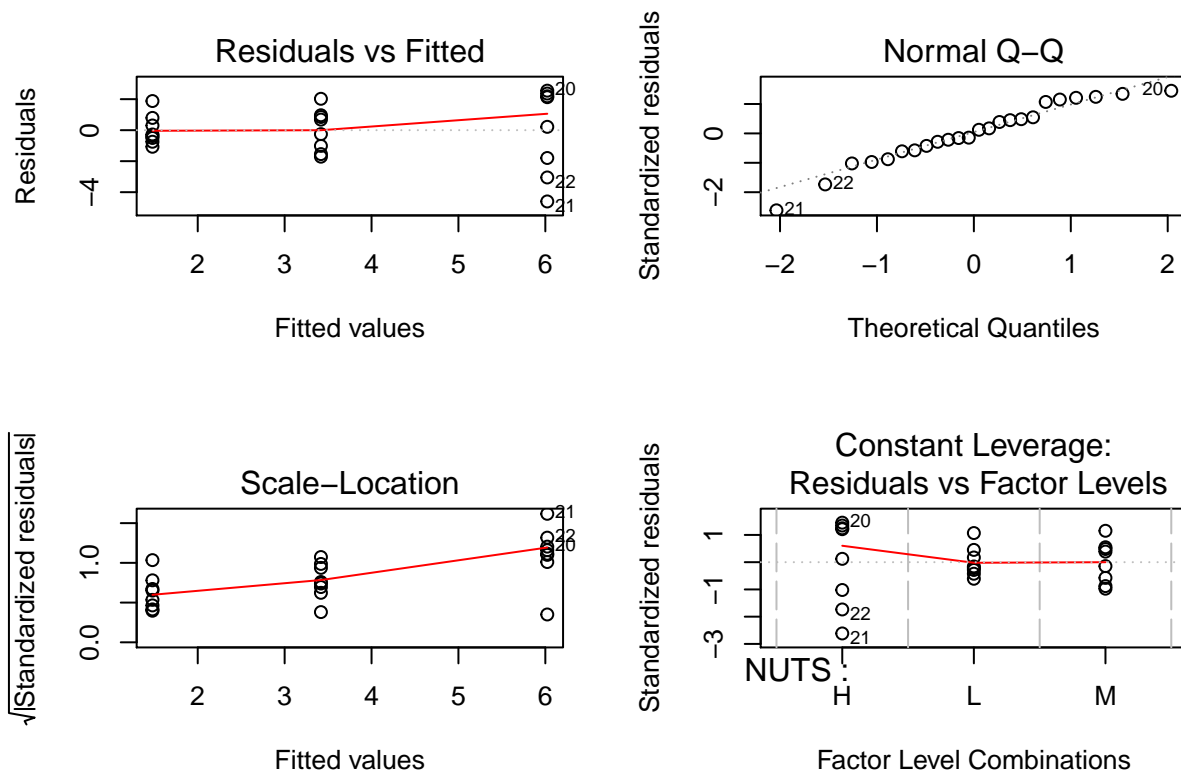 Residuals vs Fitted
Residuals
0
−4
20
22
21
2 3 4 5 6
Fitted values
Normal Q−Q
Standardized residuals
0
−2
20
22
21
−2 −1 0 1 2
Theoretical Quantiles
Scale−Location
√|Standardized residuals|
1.0
0.0
21
22
20
2 3 4 5 6
Fitted values
Constant Leverage:
Residuals vs Factor Levels
Standardized residuals
1
−1
−3
20
22
21
NUTS :
H L M
Factor Level Combinations